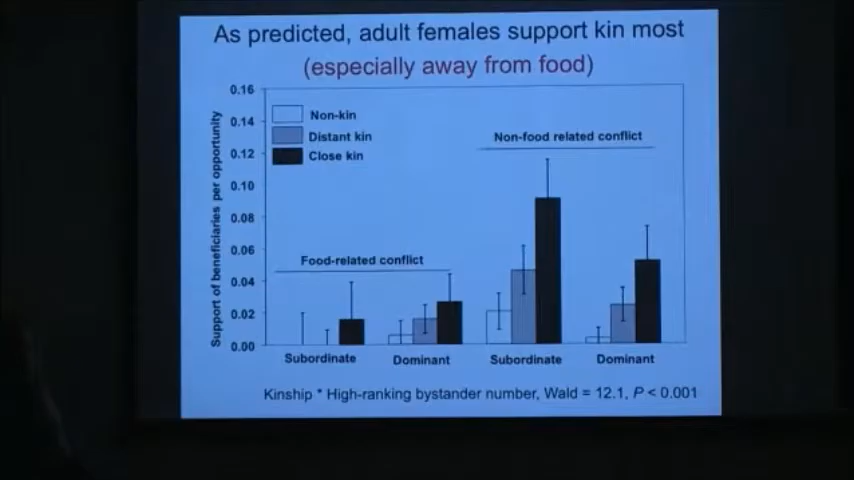 As predicted, adult females support kin most
(especially away from food)
Support of beneficiaries per opportunity
0.16
0.14
0.12
0.10
0.08
0.06
0.04
0.02
0.00
Non-kin
Distant kin
Close kin
Non-food related conflict
Food-related conflict
Subordinate
Dominant
Subordinate
Dominant
Kinship * High-ranking bystander number, Wald = 12.1, P < 0.001